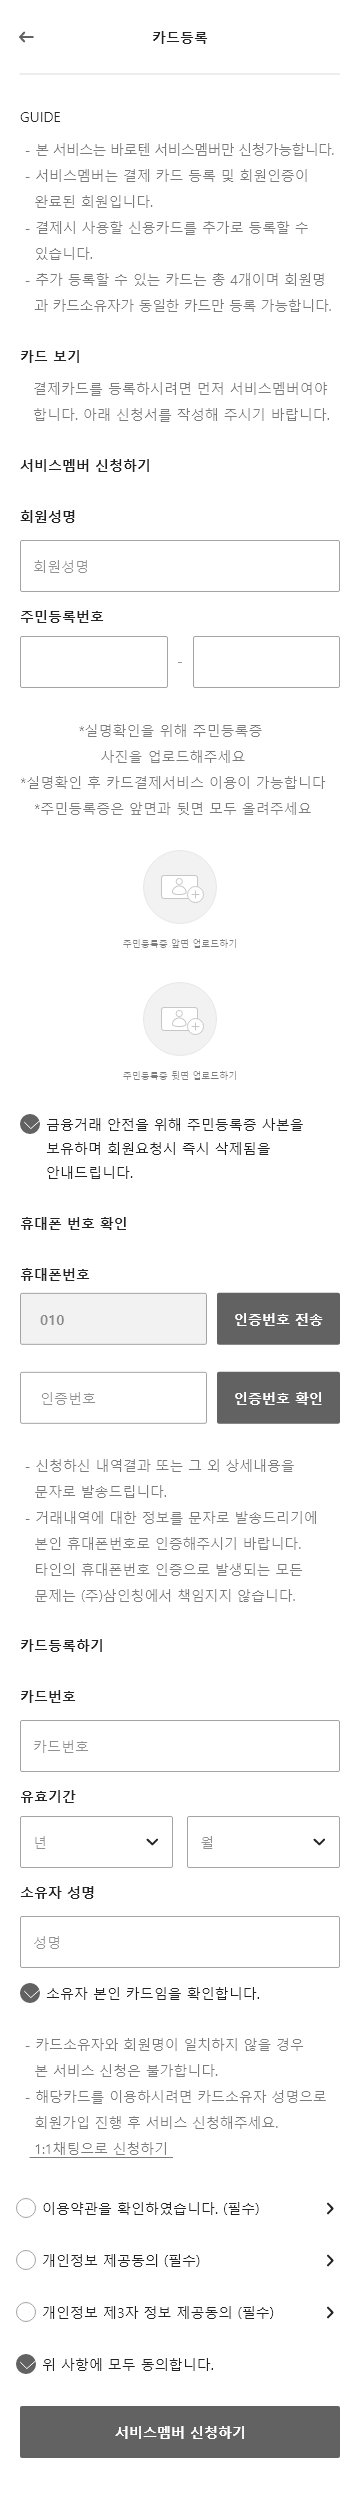 카드등록
GUIDE
- 본 서비스는 바로텐 서비스멤버만 신청가능합니다.
- 서비스멤버는 결제 카드 등록 및 회원인증이
완료된 회원입니다.
- 결제시 사용할 신용카드를 추가로 등록할 수
있습니다.
- 추가 등록할 수 있는 카드는 총 4개이며 회원명
과 카드소유자가 동일한 카드만 등록 가능합니다.
카드 보기
결제카드를 등록하시려면 먼저 서비스멤버여야
합니다. 아래 신청서를 작성해 주시기 바랍니다.
서비스멤버 신청하기
회원성명
회원성명
주민등록번호
-
*실명확인을 위해 주민등록증
사진을 업로드해주세요
*실명확인 후 카드결제서비스 이용이 가능합니다
*주민등록증은 앞면과 뒷면 모두 올려주세요
주민등록증 앞면 업로드하기
주민등록증 뒷면 업로드하기
금융거래 안전을 위해 주민등록증 사본을
보유하며 회원요청시 즉시 삭제됨을
안내드립니다.
휴대폰 번호 확인
휴대폰번호
010 인증번호 전송
인증번호 인증번호 확인
- 신청하신 내역결과 또는 그 외 상세내용을
문자로 발송드립니다.
- 거래내역에 대한 정보를 문자로 발송드리기에
본인 휴대폰번호로 인증해주시기 바랍니다.
타인의 휴대폰번호 인증으로 발생되는 모든
문제는 (주)삼인칭에서 책임지지 않습니다.
카드등록하기
카드번호
카드번호
유효기간
년 월
소유자 성명
성명
소유자 본인 카드임을 확인합니다.
- 카드소유자와 회원명이 일치하지 않을 경우
본 서비스 신청은 불가합니다.
- 해당카드를 이용하시려면 카드소유자 성명으로
회원가입 진행 후 서비스 신청해주세요.
1:1채팅으로 신청하기
이용약관을 확인하였습니다. (필수)
개인정보 제공동의 (필수)
개인정보 제3자 정보 제공동의 (필수)
위 사항에 모두 동의합니다.
서비스멤버 신청하기